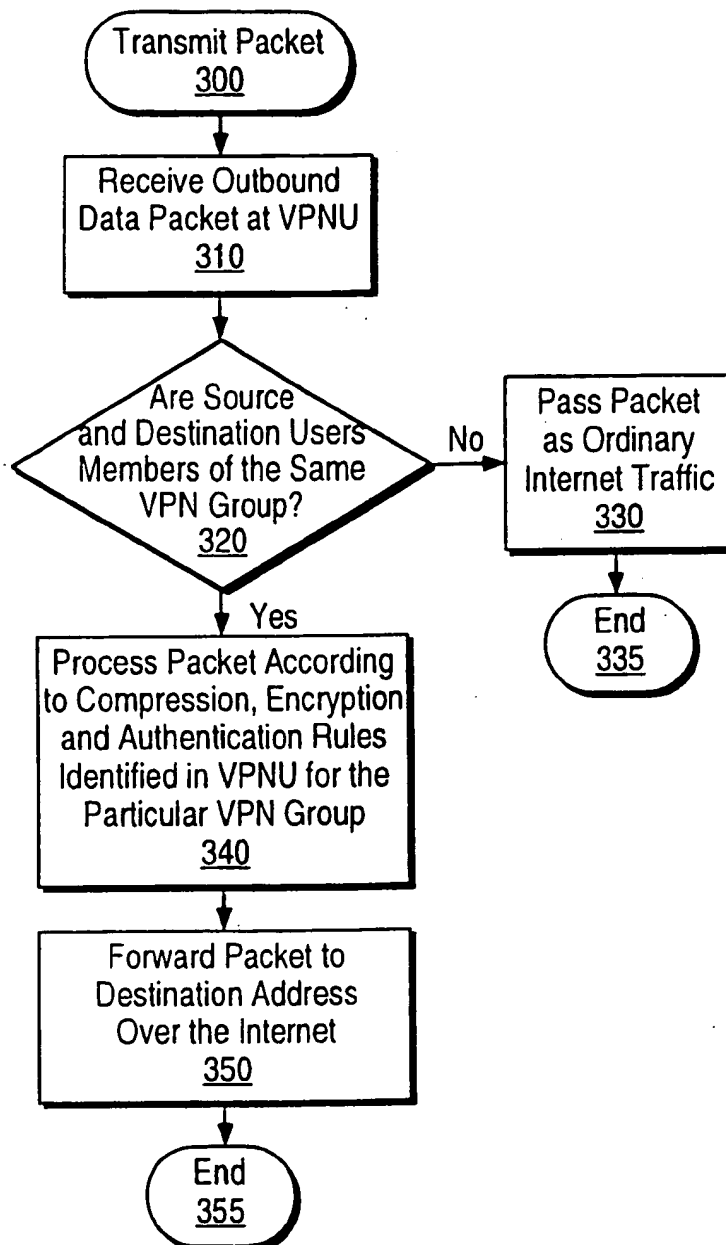 Transmit Packet
300
Receive Outbound
Data Packet at VPNU
310
Are Source
and Destination Users
Members of the Same
VPN Group?
320
No
Pass Packet
as Ordinary
Internet Traffic
330
End
335
Yes
Process Packet According
to Compression, Encryption
and Authentication Rules
Identified in VPNU for the
Particular VPN Group
340
Forward Packet to
Destination Address
Over the Internet
350
End
355